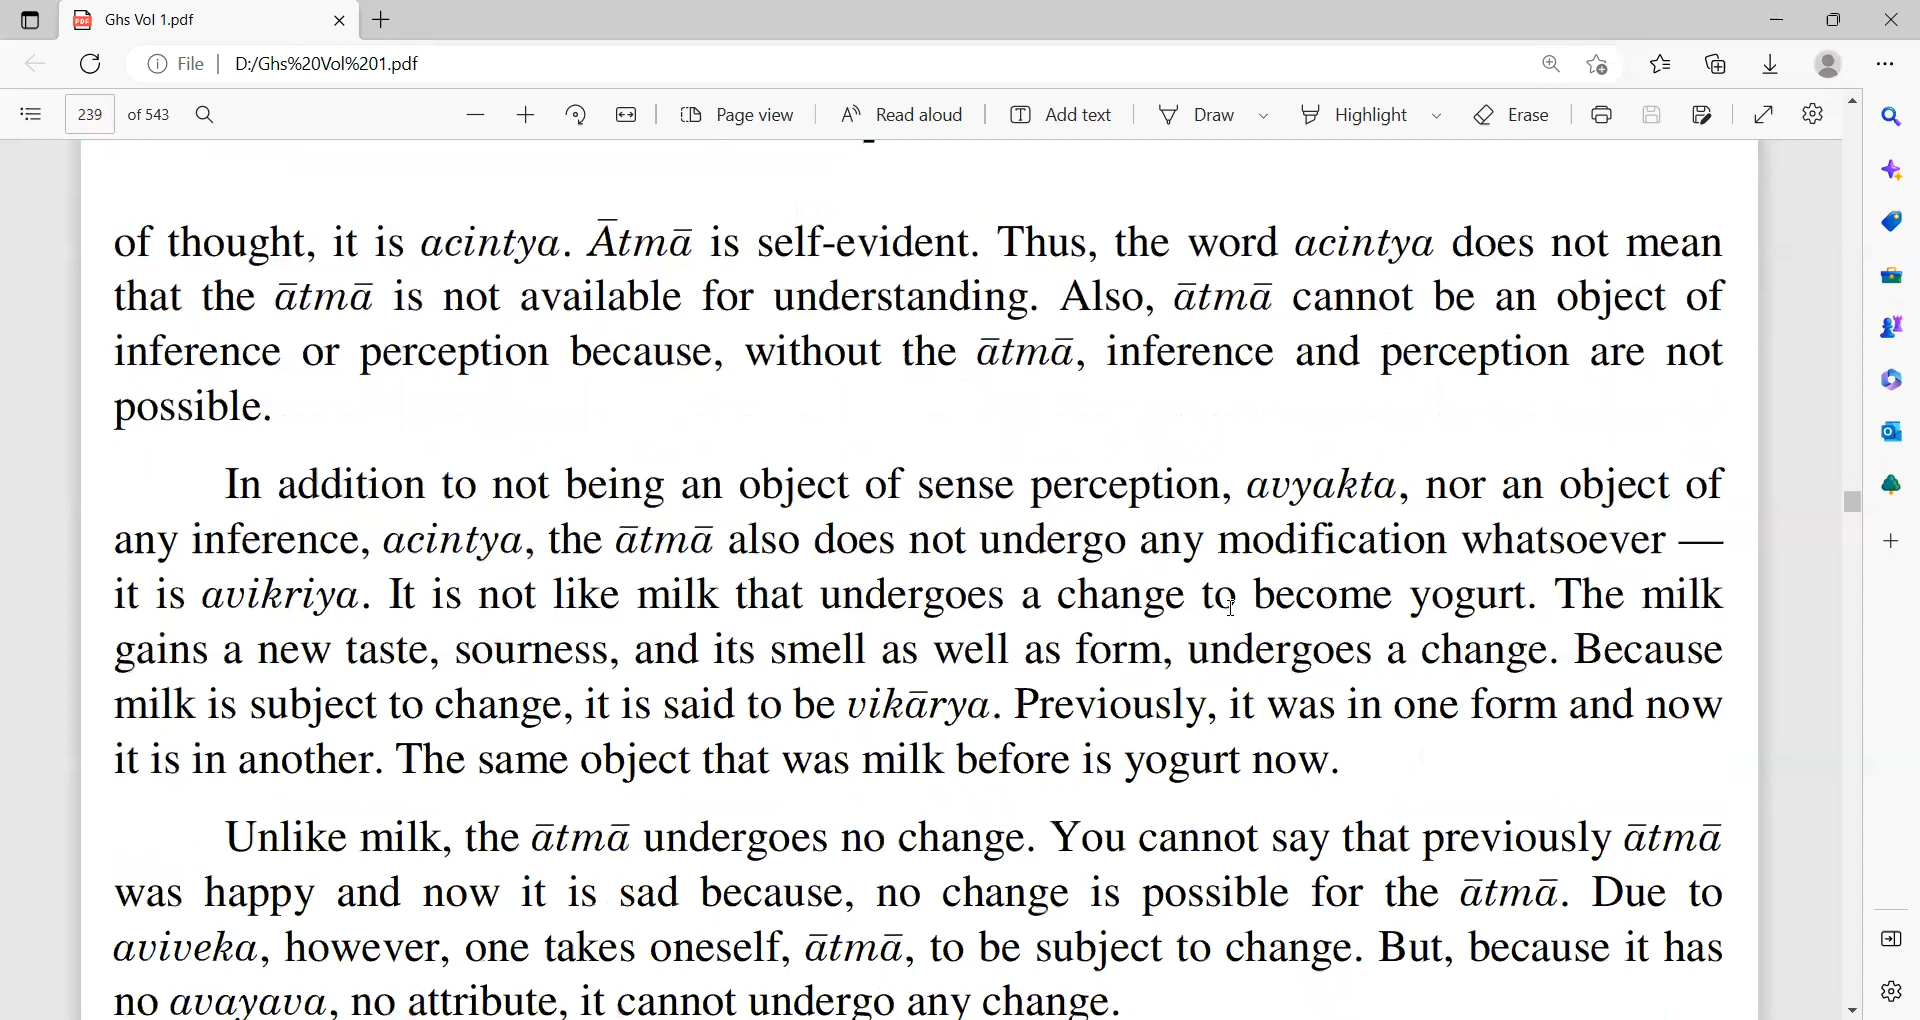 Ghs Vol 1.pdf
File | D:/Ghs%20Vol%201.pdf
239 of 543
Page view
Read aloud
Add text
Draw
Highlight
Erase
of thought, it is acintya. Ātmā is self-evident. Thus, the word acintya does not mean
that the ātmā is not available for understanding. Also, ātmā cannot be an object of
inference or perception because, without the ātmā, inference and perception are not
possible.
In addition to not being an object of sense perception, avyakta, nor an object of
any inference, acintya, the ātmā also does not undergo any modification whatsoever —
it is avikriya. It is not like milk that undergoes a change to become yogurt. The milk
gains a new taste, sourness, and its smell as well as form, undergoes a change. Because
milk is subject to change, it is said to be vikārya. Previously, it was in one form and now
it is in another. The same object that was milk before is yogurt now.
Unlike milk, the ātmā undergoes no change. You cannot say that previously ātmā
was happy and now it is sad because, no change is possible for the ātmā. Due to
aviveka, however, one takes oneself, ātmā, to be subject to change. But, because it has
no avayava, no attribute, it cannot undergo any change.